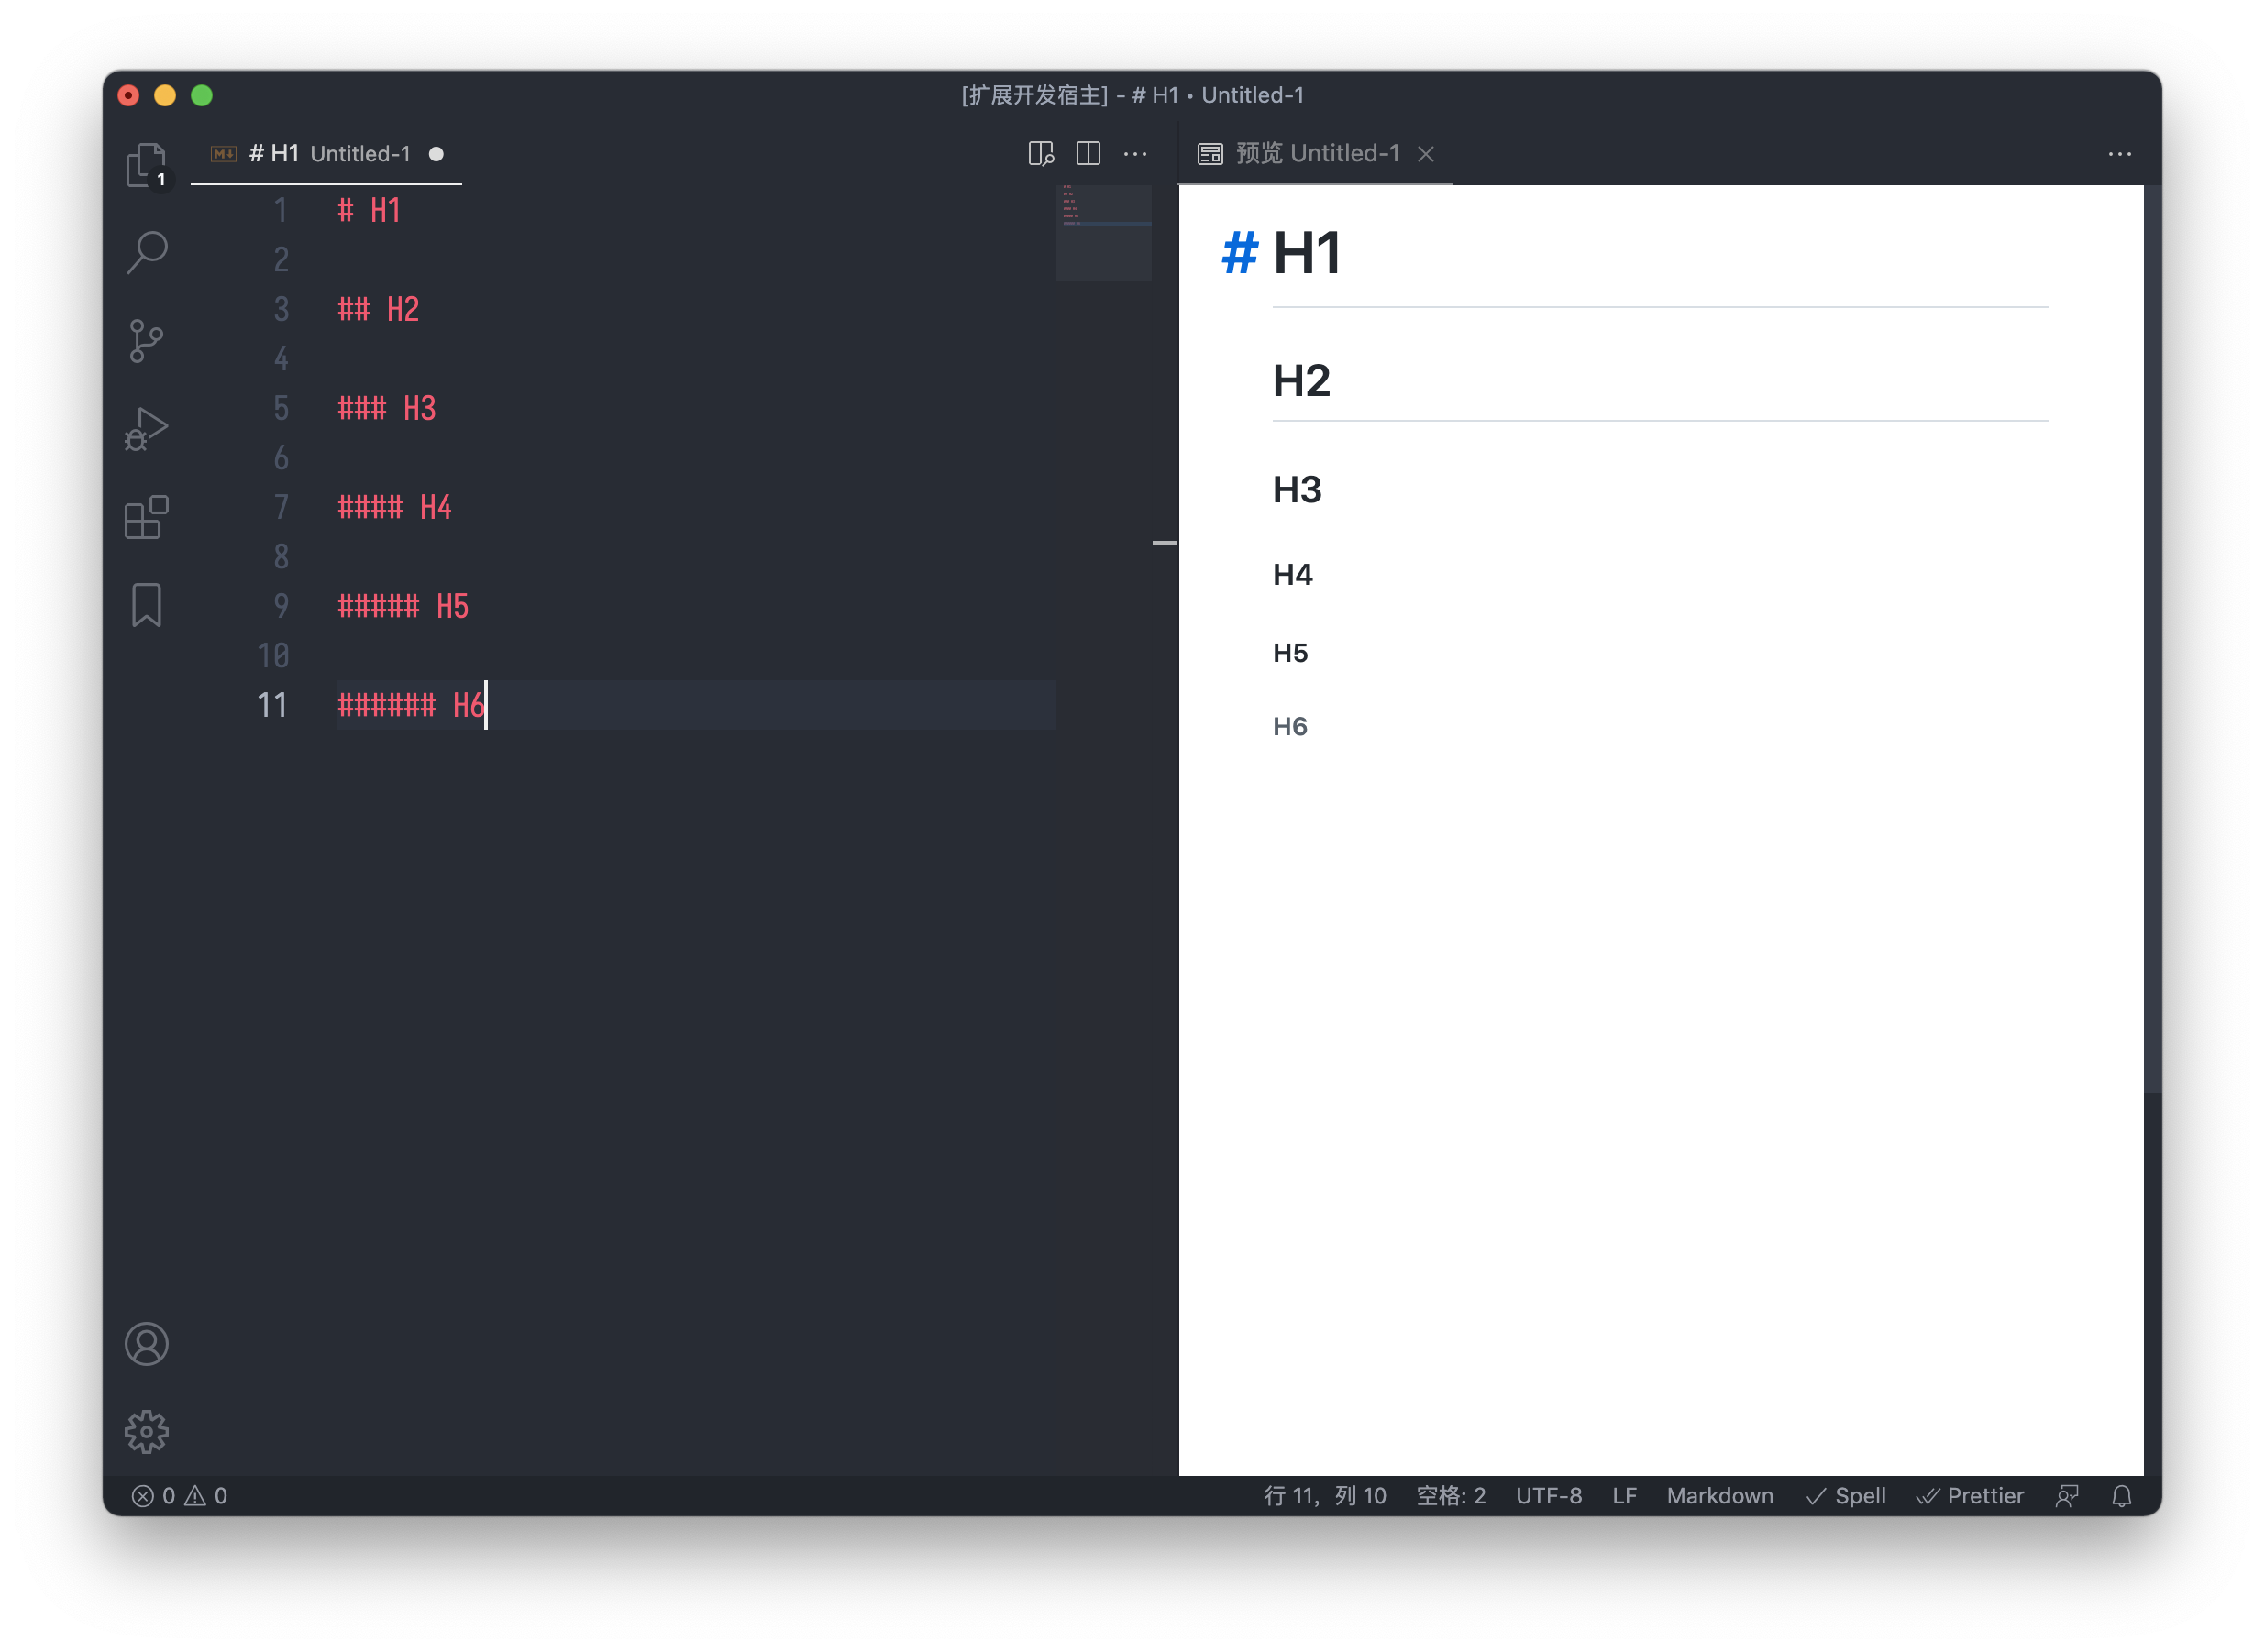 [扩展开发宿主] - # H1 • Untitled-1
M↓ # H1 Untitled-1
预览 Untitled-1
1
1 # H1
2
3 ## H2
4
5 ### H3
6
7 #### H4
8
9 ##### H5
10
11 ###### H6
# H1
H2
H3
H4
H5
H6
0 0
行 11，列 10 空格: 2 UTF-8 LF Markdown Spell Prettier